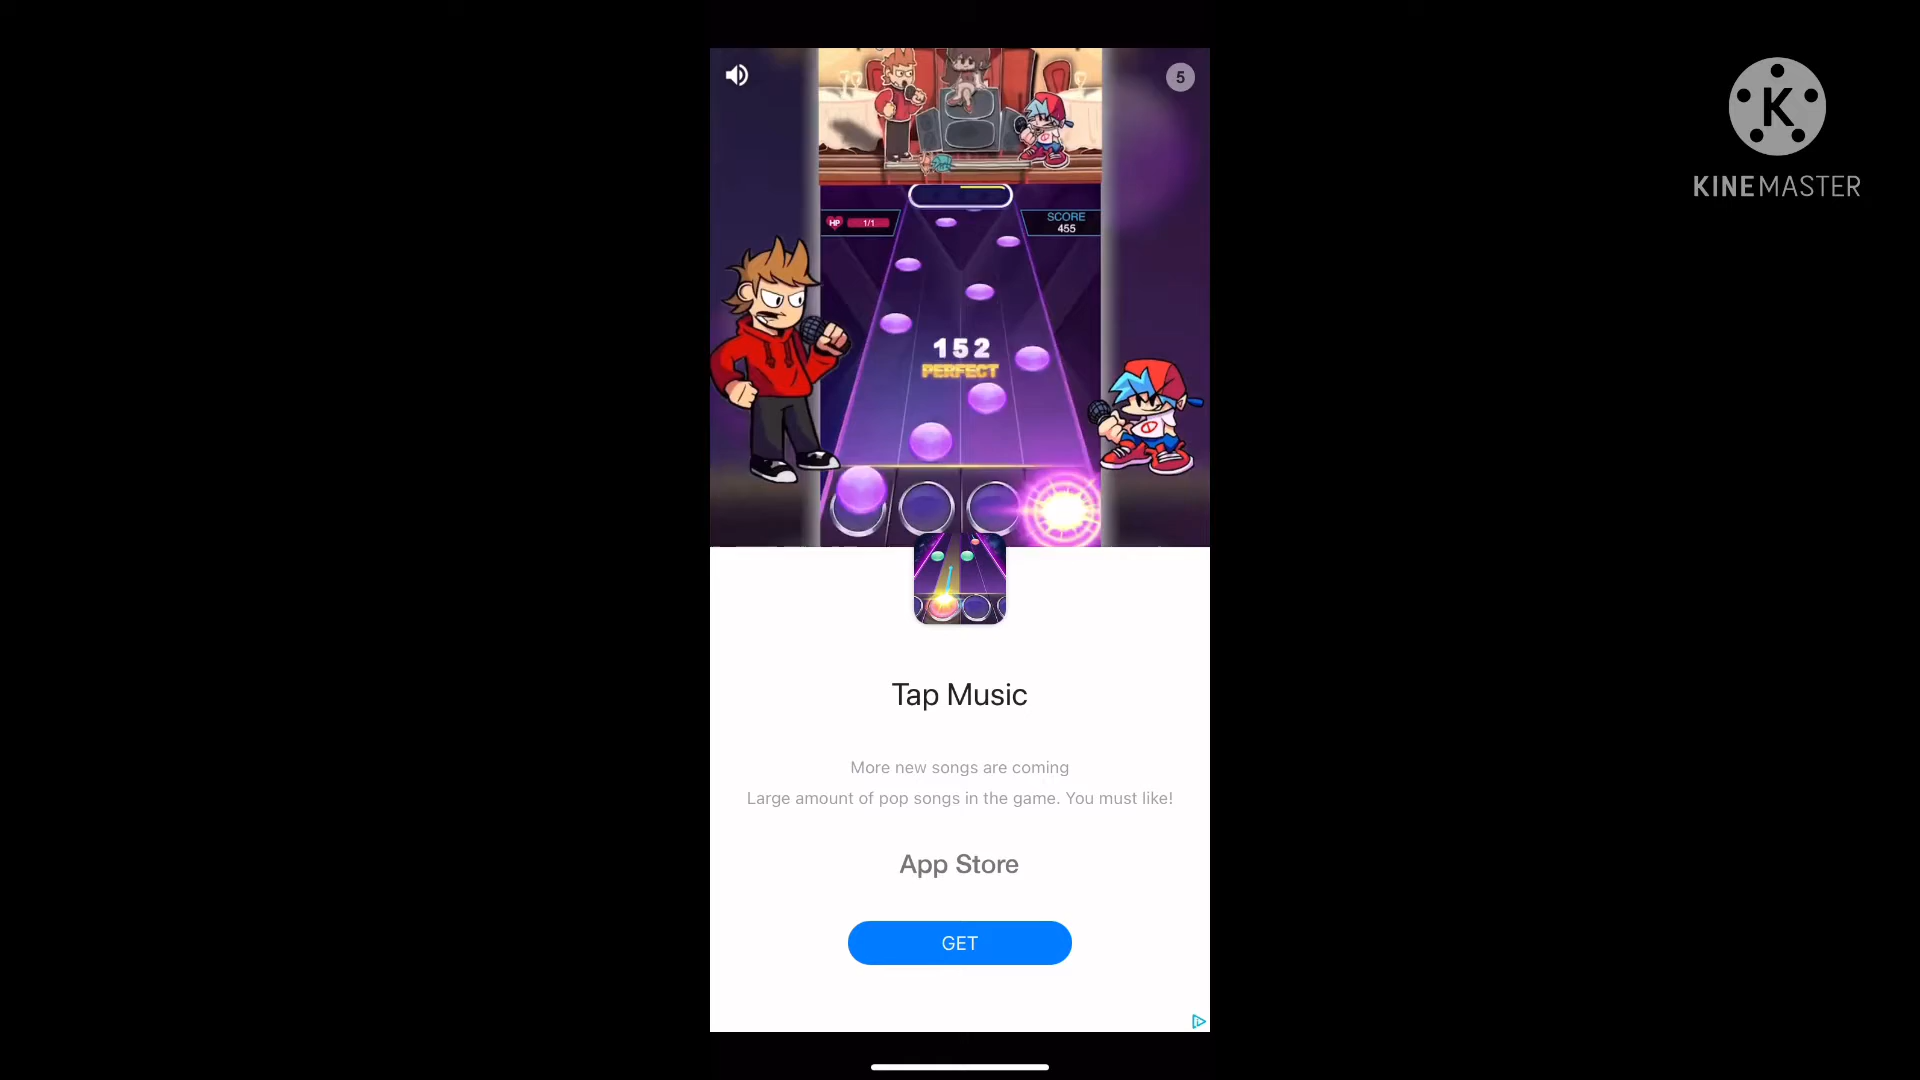 5
K
KINEMASTER
HP 1/1
SCORE
455
152
PERFECT
Tap Music
More new songs are coming
Large amount of pop songs in the game. You must like!
App Store
GET